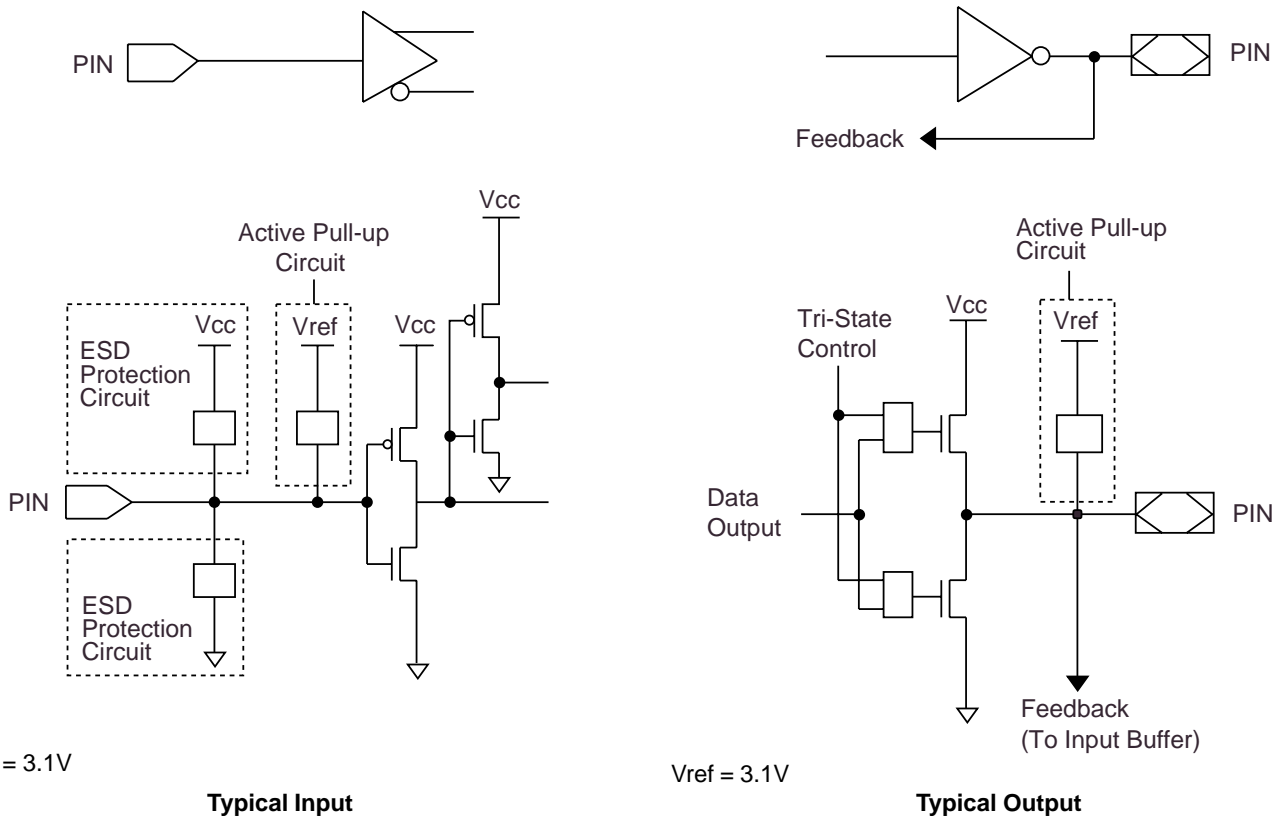 PIN
PIN
Feedback
Vcc
Active Pull-up
Circuit
Vcc
Vref
Vcc
ESD
Protection
Circuit
PIN
ESD
Protection
Circuit
= 3.1V
Typical Input
Active Pull-up
Circuit
Tri-State
Control
Vcc
Vref
Data
Output
PIN
Feedback
(To Input Buffer)
Vref = 3.1V
Typical Output